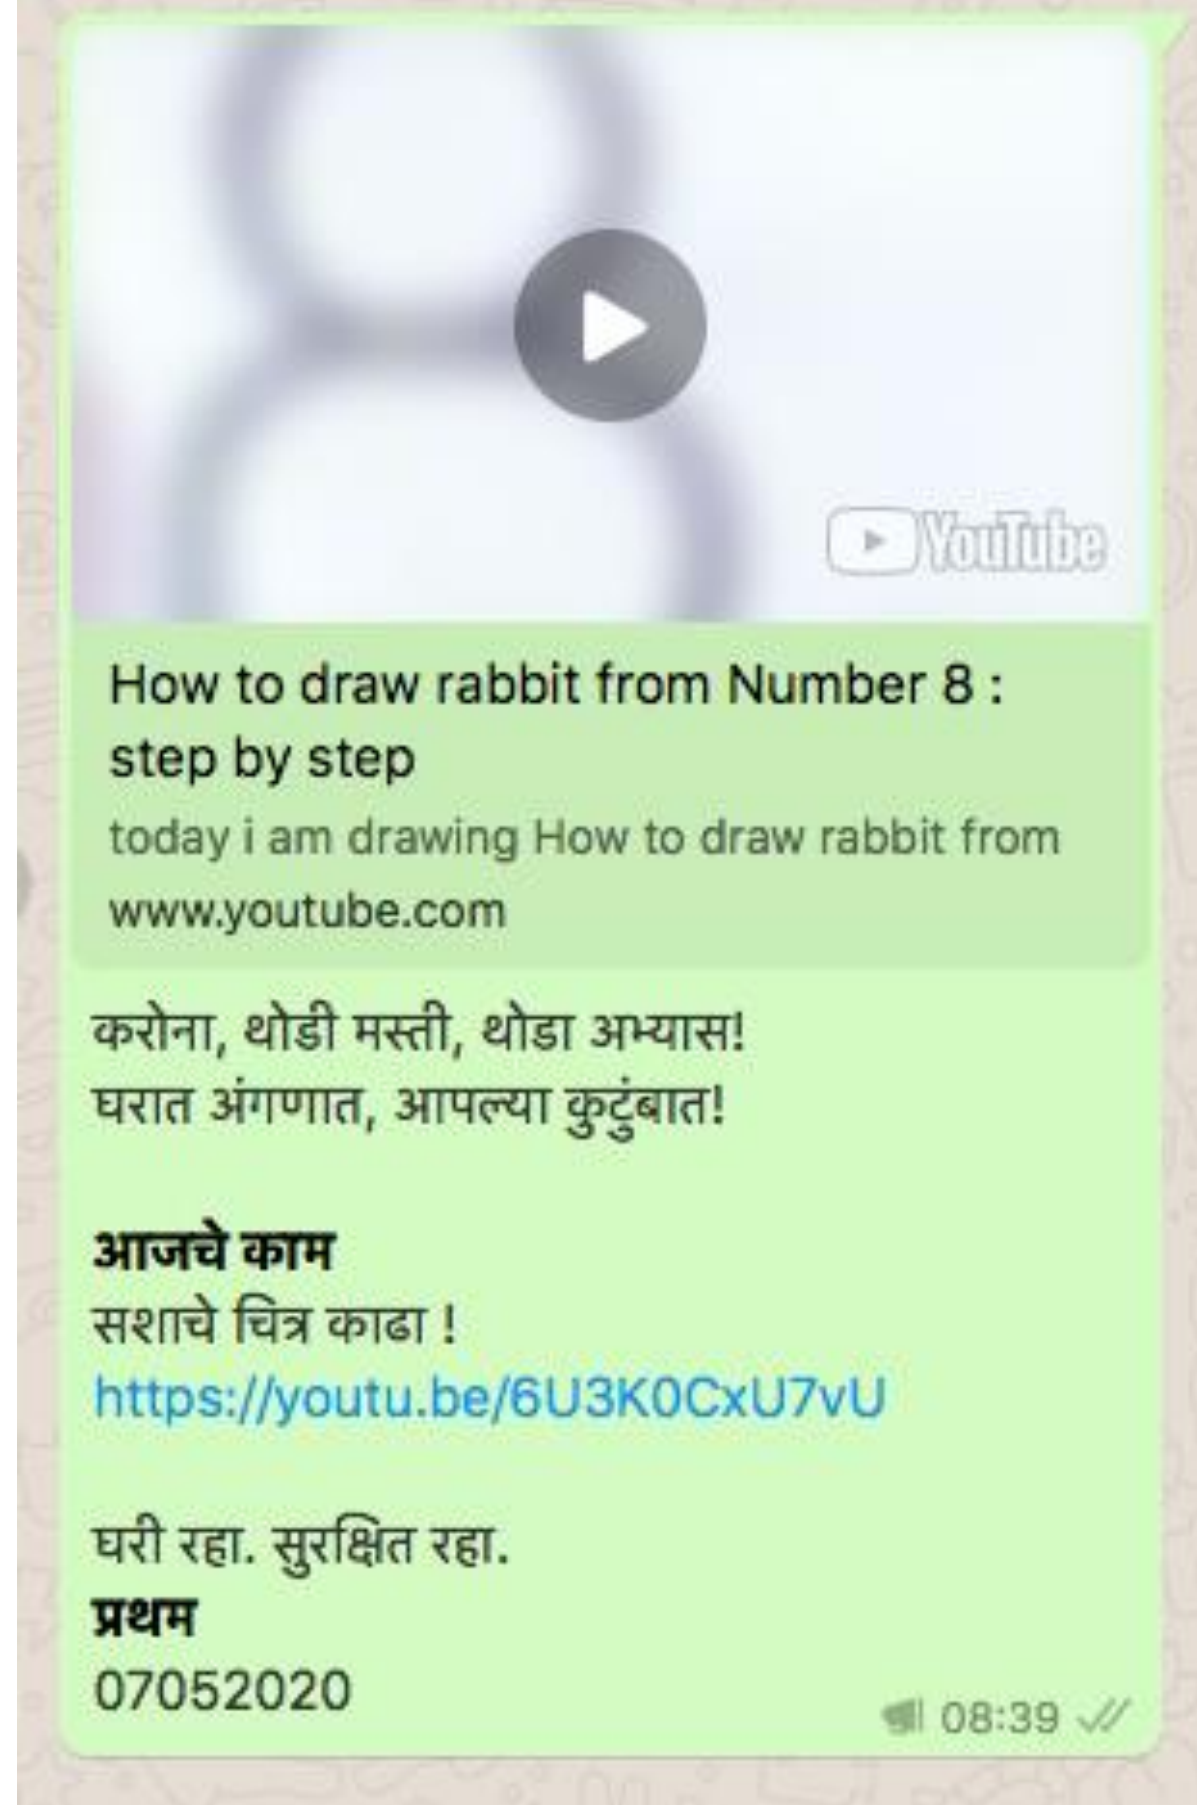 YouTube
How to draw rabbit from Number 8 :
step by step
today i am drawing How to draw rabbit from
www.youtube.com
करोना, थोडी मस्ती, थोडा अभ्यास!
घरात अंगणात, आपल्या कुटुंबात!
आजचे काम
सशाचे चित्र काढा !
https://youtu.be/6U3K0CxU7vU
घरी रहा. सुरक्षित रहा.
प्रथम
07052020
08:39